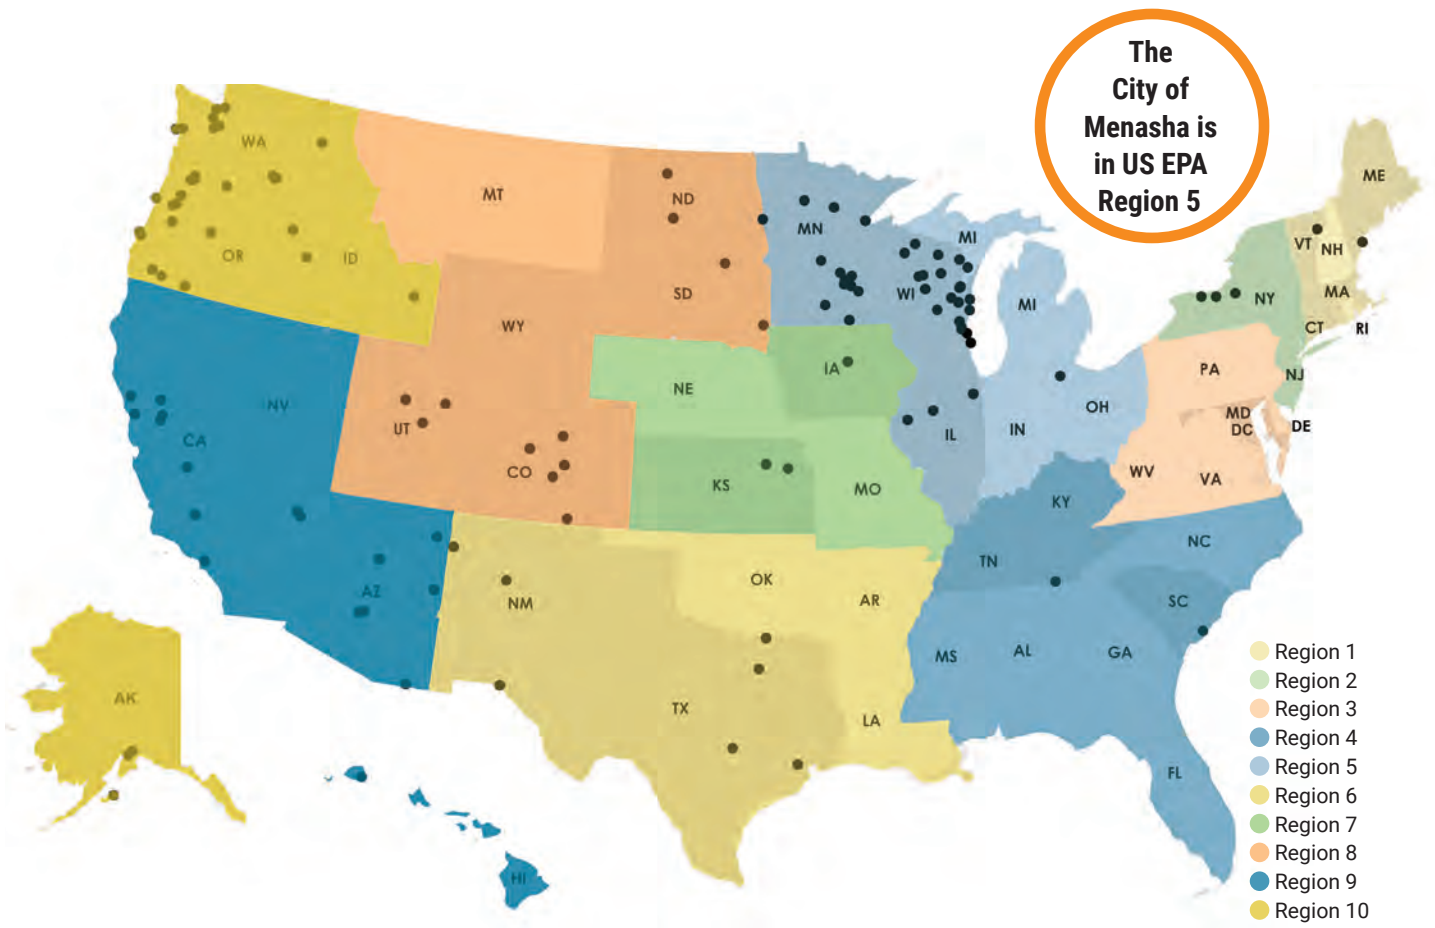 The
City of
Menasha is
in US EPA
Region 5
WA
MT
ND
MN
MI
ME
VT
NH
OR
ID
SD
WI
MI
NY
MA
WY
CT
RI
NE
IA
PA
NJ
NV
UT
CA
CO
KS
MO
IL
IN
OH
MD
DC
DE
WV
VA
KY
NC
TN
AZ
NM
OK
AR
SC
MS
AL
GA
TX
LA
FL
AK
HI
Region 1
Region 2
Region 3
Region 4
Region 5
Region 6
Region 7
Region 8
Region 9
Region 10